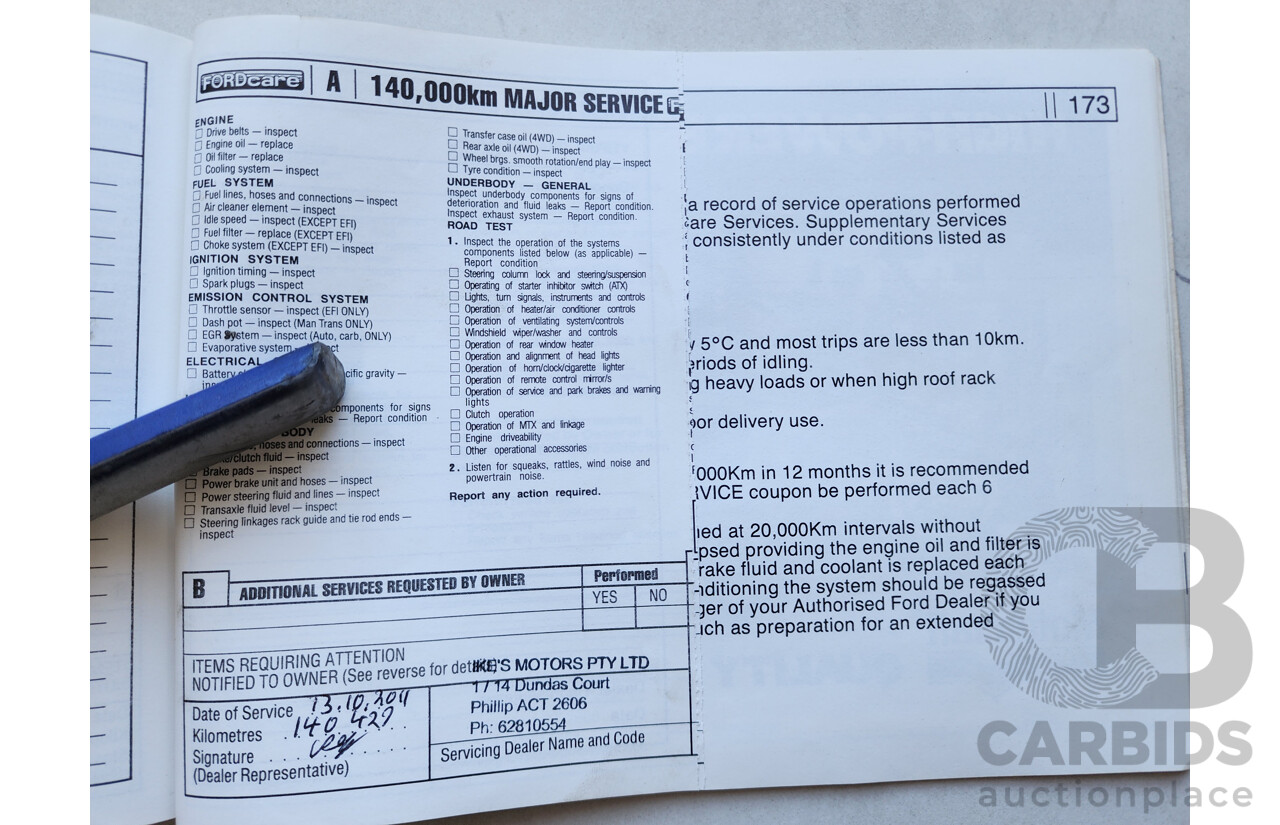 FORDcare A 140,000km MAJOR SERVICE
173
ENGINE
Drive belts — inspect
Engine oil — replace
Oil filter — replace
Cooling system — inspect
FUEL SYSTEM
Fuel lines, hoses and connections — inspect
Air cleaner element — inspect
Idle speed — inspect (EXCEPT EFI)
Fuel filter — replace (EXCEPT EFI)
Choke system (EXCEPT EFI) — inspect
IGNITION SYSTEM
Ignition timing — inspect
Spark plugs — inspect
EMISSION CONTROL SYSTEM
Throttle sensor — inspect (EFI ONLY)
Dash pot — inspect (Man Trans ONLY)
EGR System — inspect (Auto, carb, ONLY)
Evaporative system
ELECTRICAL
Battery cific gravity —
omponents for signs
eaks — Report condition
BODY
hoses and connections — inspect
/clutch fluid — inspect
Brake pads — inspect
Power brake unit and hoses — inspect
Power steering fluid and lines — inspect
Transaxle fluid level — inspect
Steering linkages rack guide and tie rod ends —
inspect
Transfer case oil (4WD) — inspect
Rear axle oil (4WD) — inspect
Wheel brgs. smooth rotation/end play — inspect
Tyre condition — inspect
UNDERBODY — GENERAL
Inspect underbody components for signs of
deterioration and fluid leaks — Report condition.
Inspect exhaust system — Report condition.
ROAD TEST
1. Inspect the operation of the systems
components listed below (as applicable) —
Report condition
Steering column lock and steering/suspension
Operating of starter inhibitor switch (ATX)
Lights, turn signals, instruments and controls
Operation of heater/air conditioner controls
Operation of ventilating system/controls
Windshield wiper/washer and controls
Operation of rear window heater
Operation and alignment of head lights
Operation of horn/clock/cigarette lighter
Operation of remote control mirror/s
Operation of service and park brakes and warning
lights
Clutch operation
Operation of MTX and linkage
Engine driveability
Other operational accessories
2. Listen for squeaks, rattles, wind noise and
powertrain noise.
Report any action required.
B ADDITIONAL SERVICES REQUESTED BY OWNER
Performed
YES NO
ITEMS REQUIRING ATTENTION
NOTIFIED TO OWNER (See reverse for details)
IKE'S MOTORS PTY LTD
1 / 14 Dundas Court
Phillip ACT 2606
Ph: 62810554
Servicing Dealer Name and Code
Date of Service 13.10.2011
Kilometres 140 427
Signature
(Dealer Representative)
a record of service operations performed
are Services. Supplementary Services
consistently under conditions listed as
5°C and most trips are less than 10km.
eriods of idling.
g heavy loads or when high roof rack
oor delivery use.
000Km in 12 months it is recommended
RVICE coupon be performed each 6
ned at 20,000Km intervals without
psed providing the engine oil and filter is
rake fluid and coolant is replaced each
nditioning the system should be regassed
ger of your Authorised Ford Dealer if you
uch as preparation for an extended
CB
CARBIDS
auctionplace